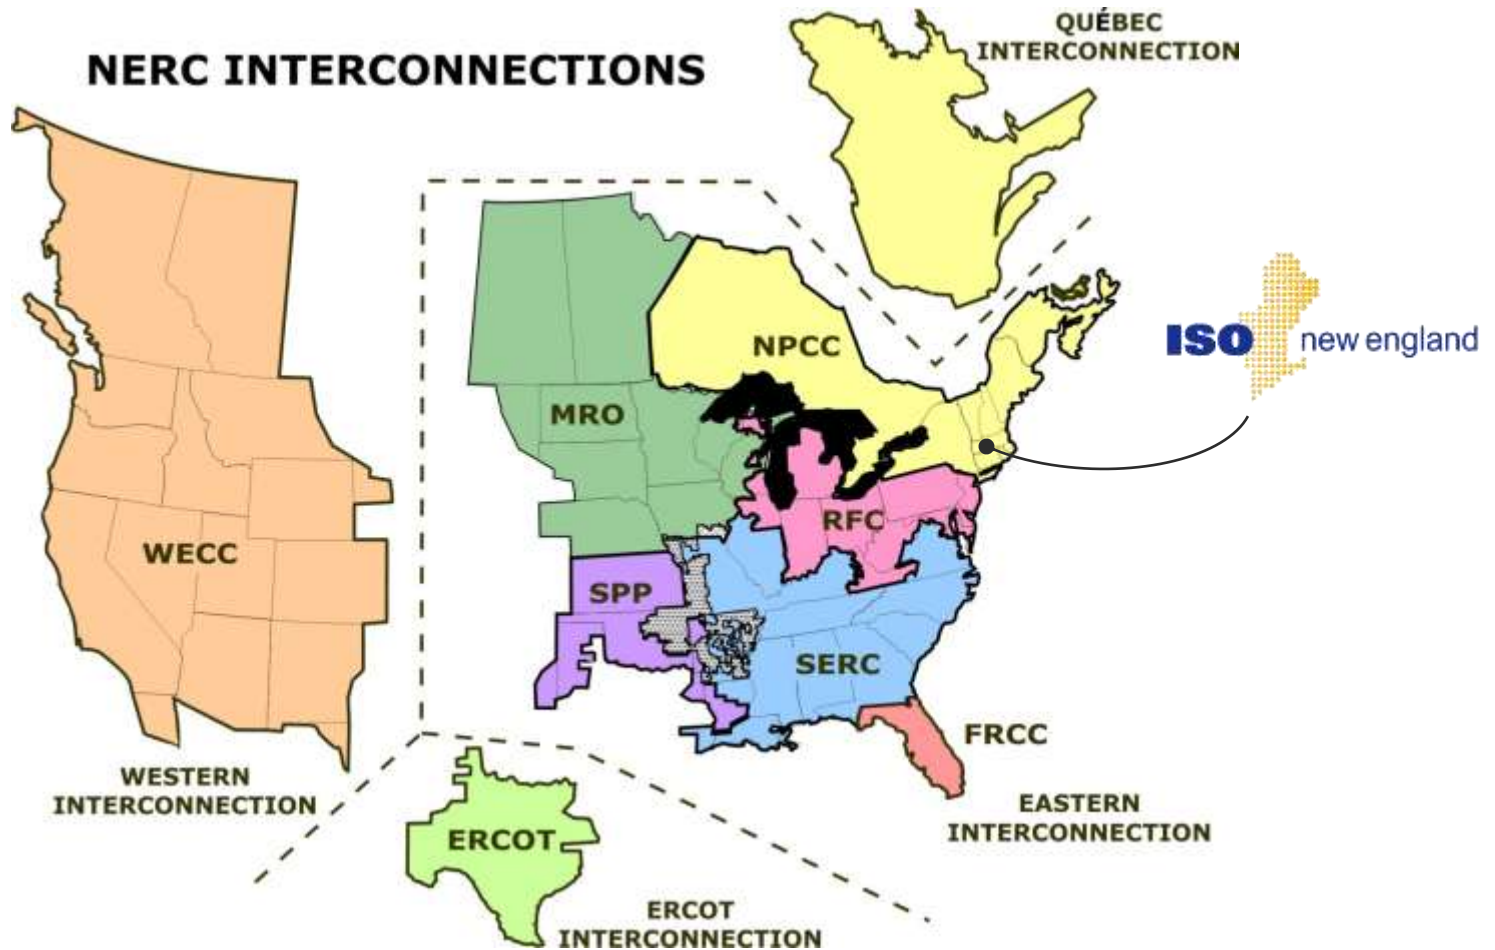 NERC INTERCONNECTIONS
QUÉBEC
INTERCONNECTION
NPCC
ISO new england
MRO
RFC
WECC
SPP
SERC
FRCC
WESTERN
INTERCONNECTION
EASTERN
INTERCONNECTION
ERCOT
ERCOT
INTERCONNECTION